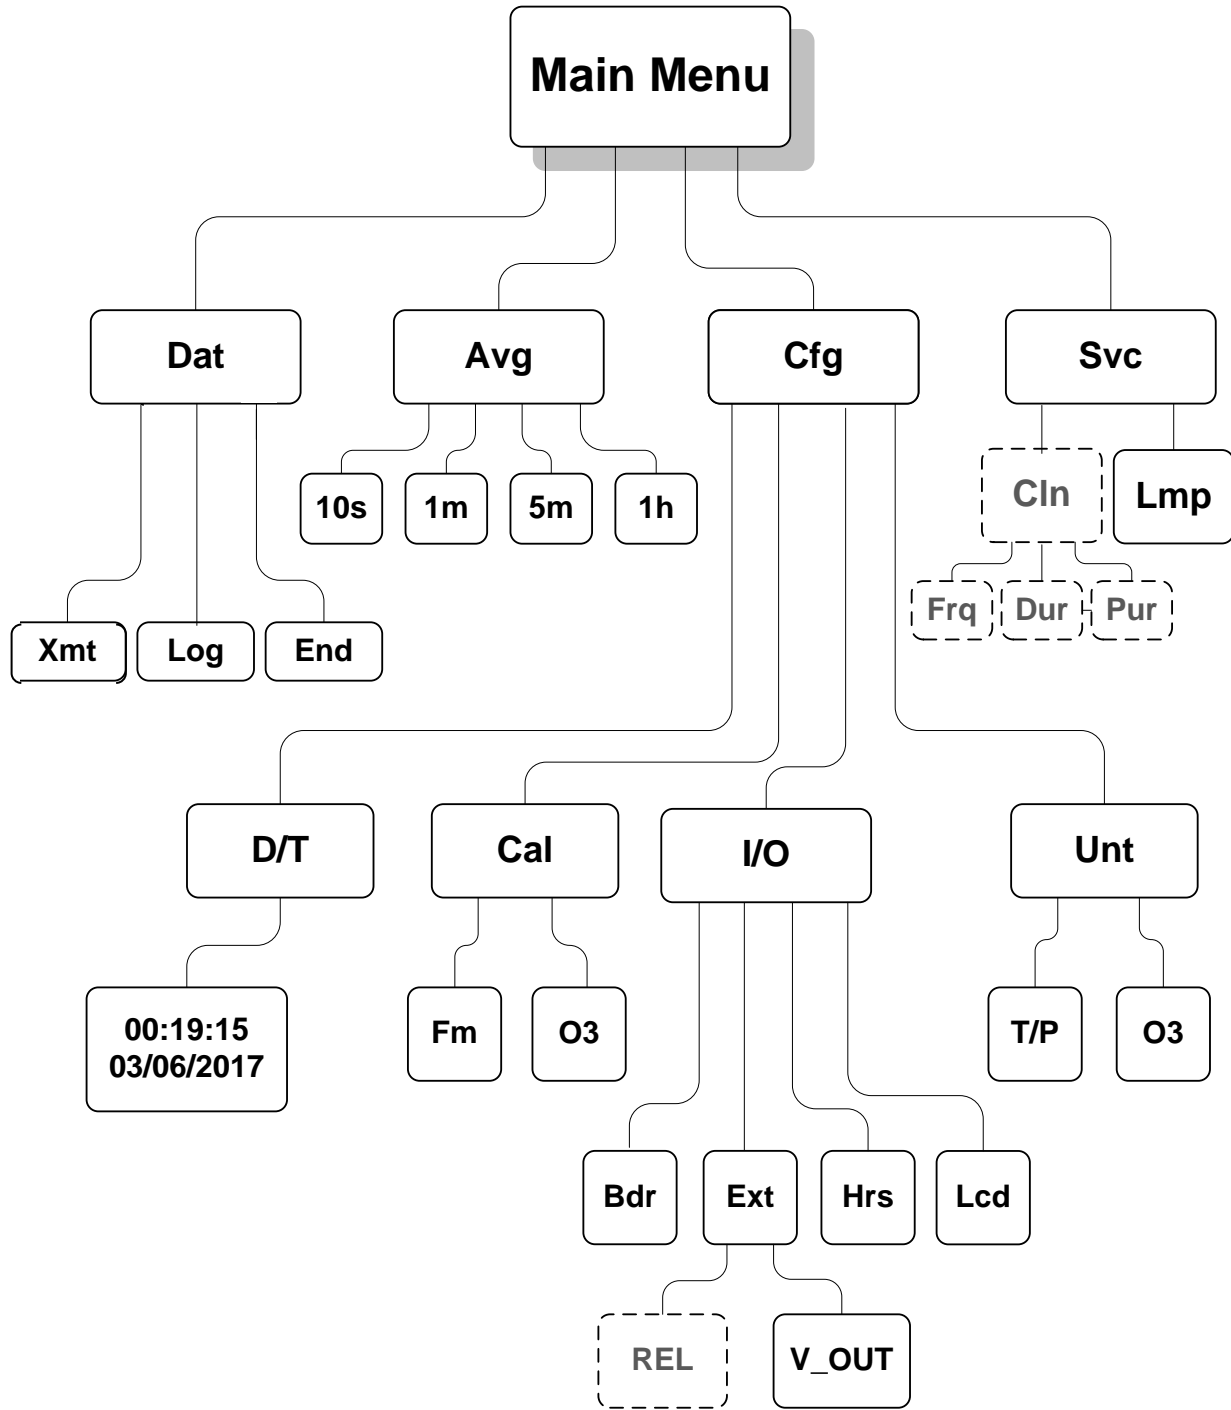 Main Menu
Dat
Avg
Cfg
Svc
10s
1m
5m
1h
Cln
Lmp
Frq
Dur
Pur
Xmt
Log
End
D/T
Cal
I/O
Unt
00:19:15
03/06/2017
Fm
O3
T/P
O3
Bdr
Ext
Hrs
Lcd
REL
V_OUT